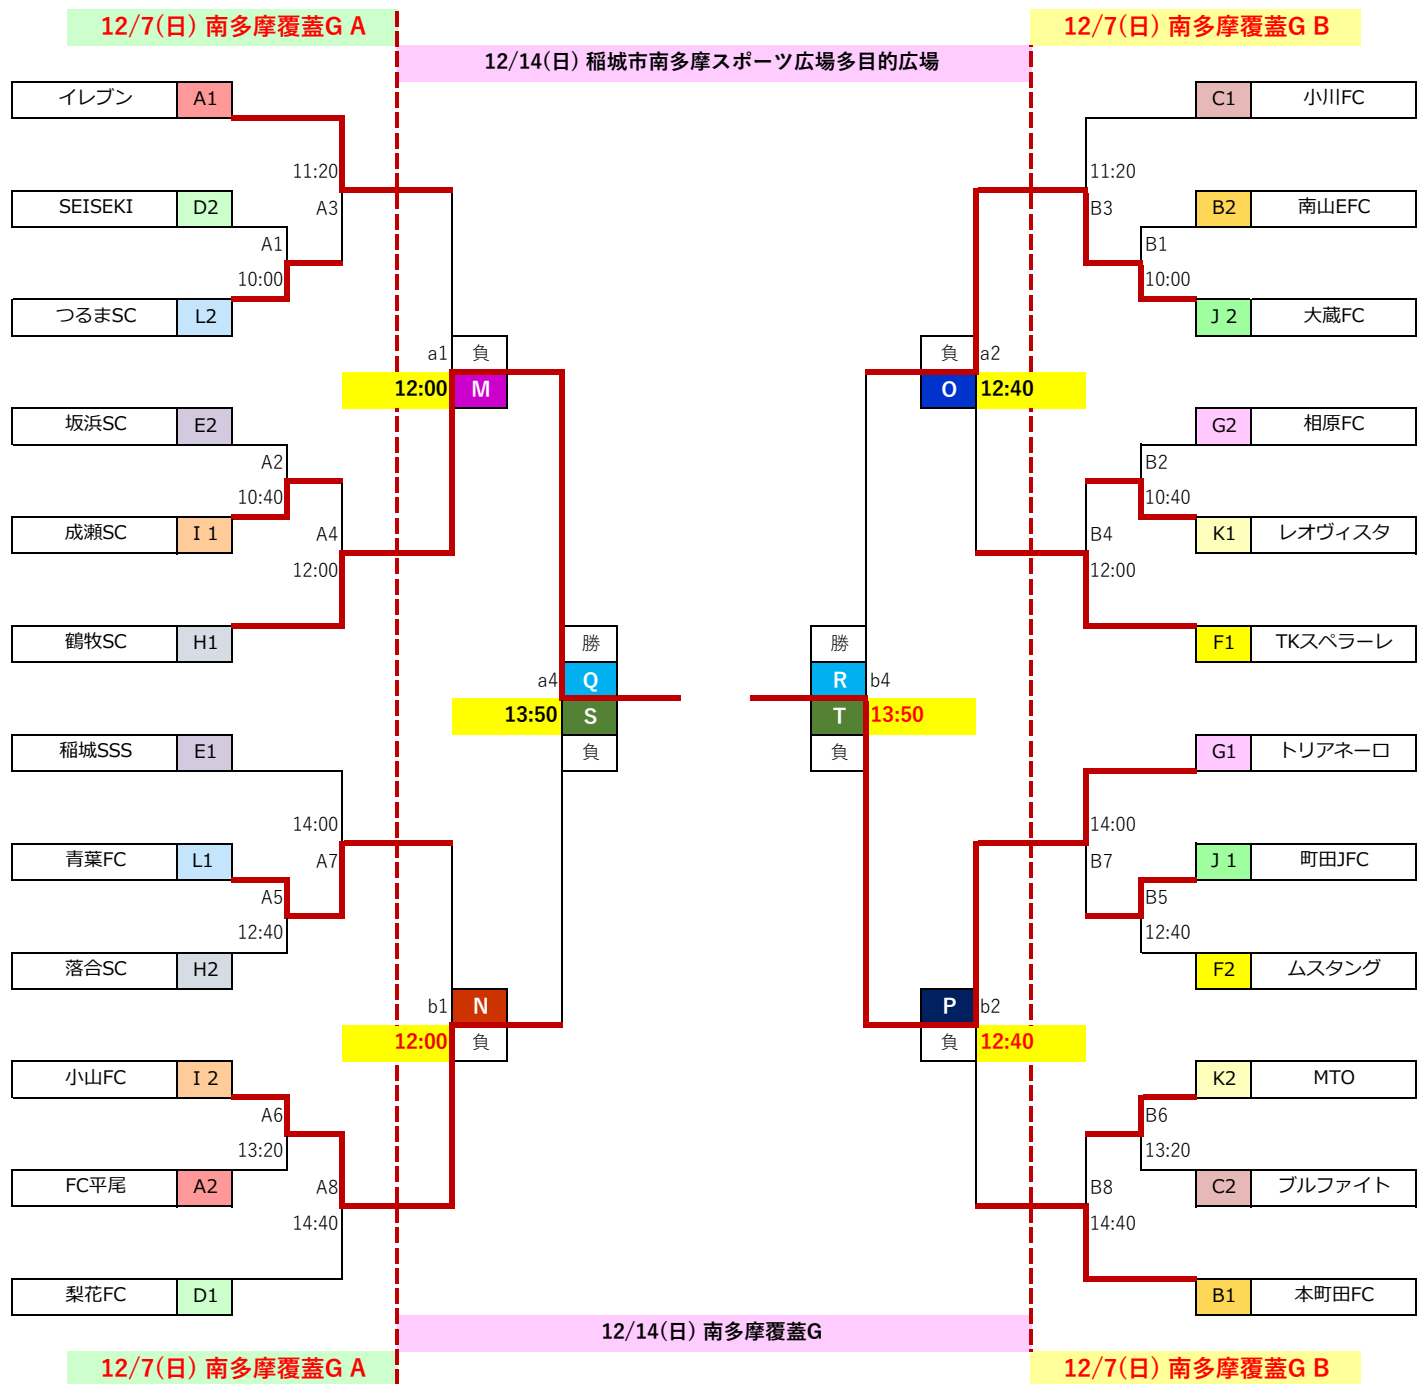 12/7(日) 南多摩覆蓋G A
12/7(日) 南多摩覆蓋G B
12/14(日) 稲城市南多摩スポーツ広場多目的広場
イレブン A1
C1 小川FC
11:20
11:20
SEISEKI D2
A3
B3
B2 南山EFC
A1
B1
10:00
10:00
つるまSC L2
J 2 大蔵FC
a1 負
負 a2
12:00 M
O 12:40
坂浜SC E2
G2 相原FC
A2
B2
10:40
10:40
成瀬SC I 1
A4
B4
K1 レオヴィスタ
12:00
12:00
鶴牧SC H1
勝
勝
F1 TKスペラーレ
a4 Q
R b4
13:50 S
T 13:50
負
負
稲城SSS E1
G1 トリアネーロ
14:00
14:00
青葉FC L1
A7
B7
J 1 町田JFC
A5
B5
12:40
12:40
落合SC H2
F2 ムスタング
b1 N
P b2
12:00 負
負 12:40
小山FC I 2
K2 MTO
A6
B6
13:20
13:20
FC平尾 A2
A8
B8
C2 ブルファイト
14:40
14:40
梨花FC D1
B1 本町田FC
12/14(日) 南多摩覆蓋G
12/7(日) 南多摩覆蓋G A
12/7(日) 南多摩覆蓋G B